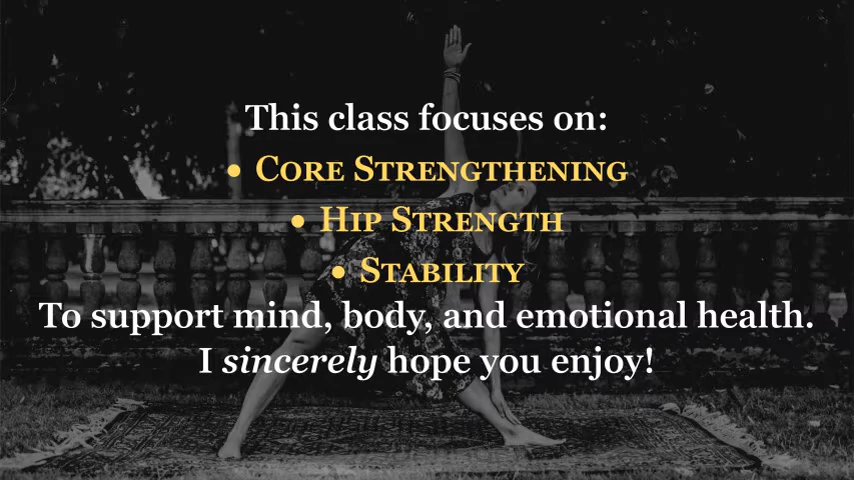 This class focuses on:
• Core Strengthening
• Hip Strength
• Stability
To support mind, body, and emotional health.
I sincerely hope you enjoy!